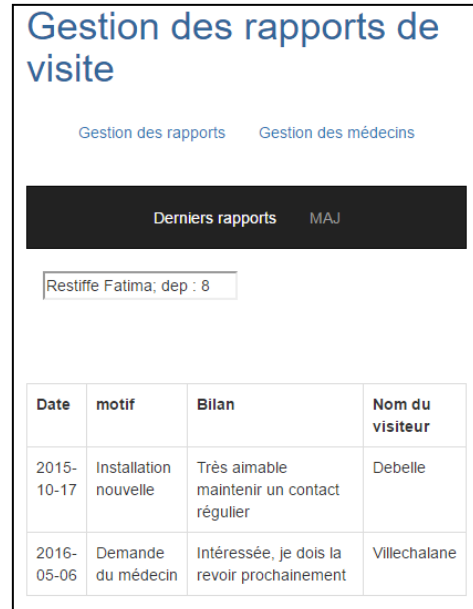 Gestion des rapports de
visite
Gestion des rapports Gestion des médecins
Derniers rapports MAJ
Restiffe Fatima; dep : 8
Date motif Bilan Nom du
visiteur
2015- Installation Très aimable Debelle
10-17 nouvelle maintenir un contact
régulier
2016- Demande Intéressée, je dois la Villechalane
05-06 du médecin revoir prochainement